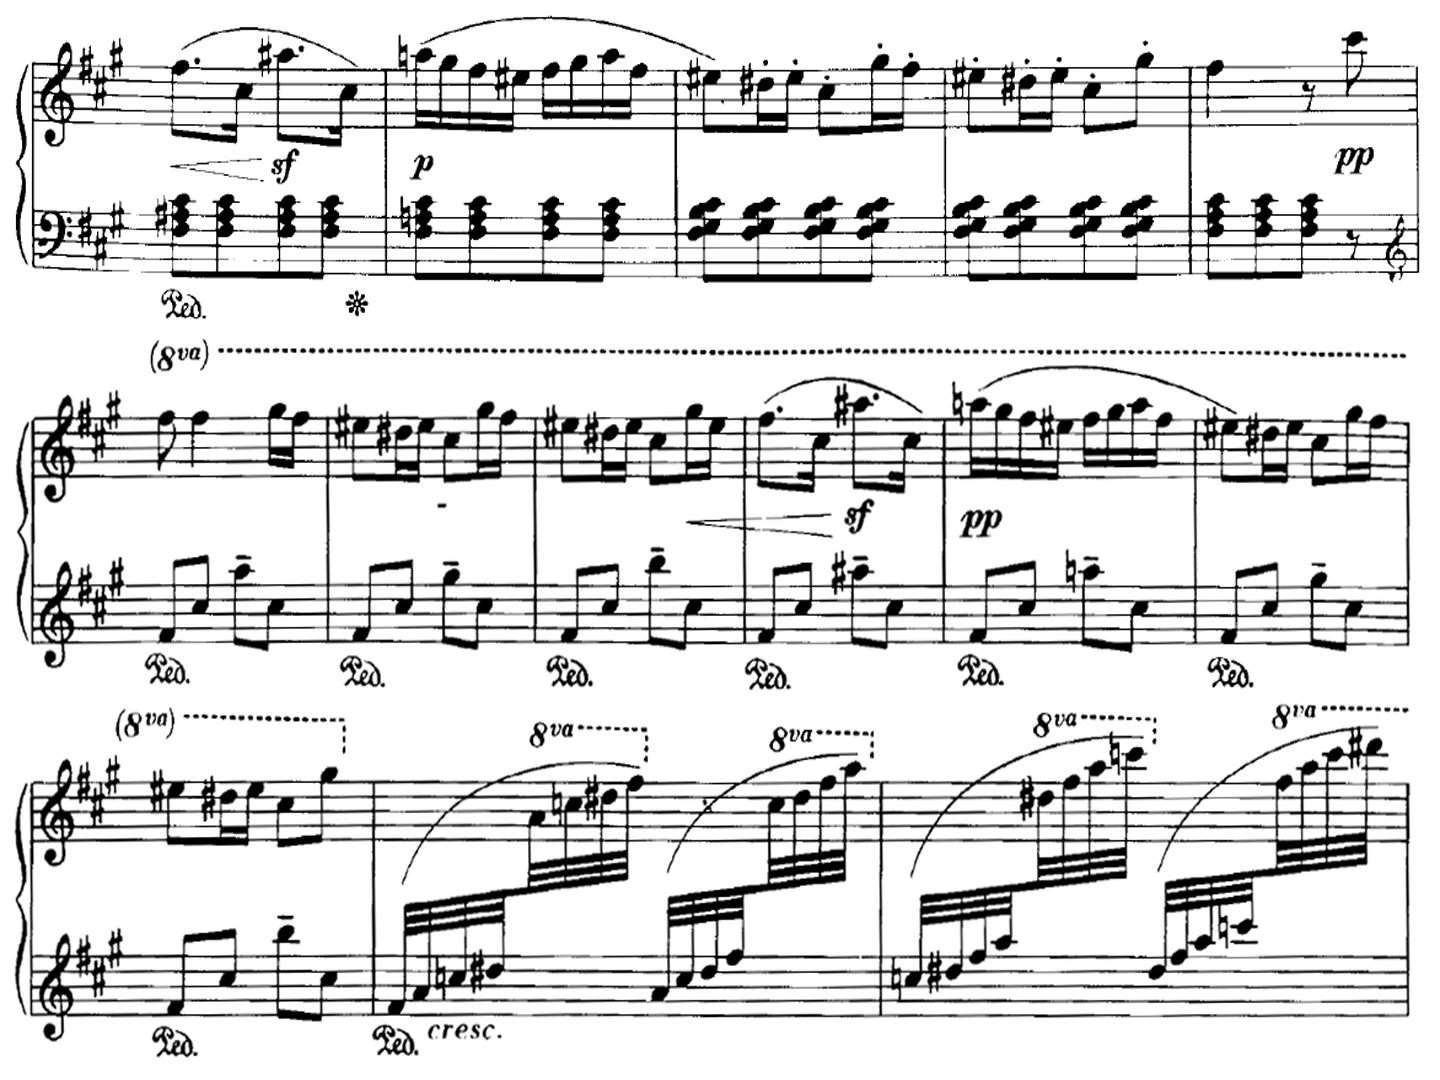 sf p pp
Ped. *
(8va)
sf pp
Ped. Ped. Ped. Ped. Ped. Ped.
(8va) 8va 8va 8va 8va
Ped. Ped. cresc.